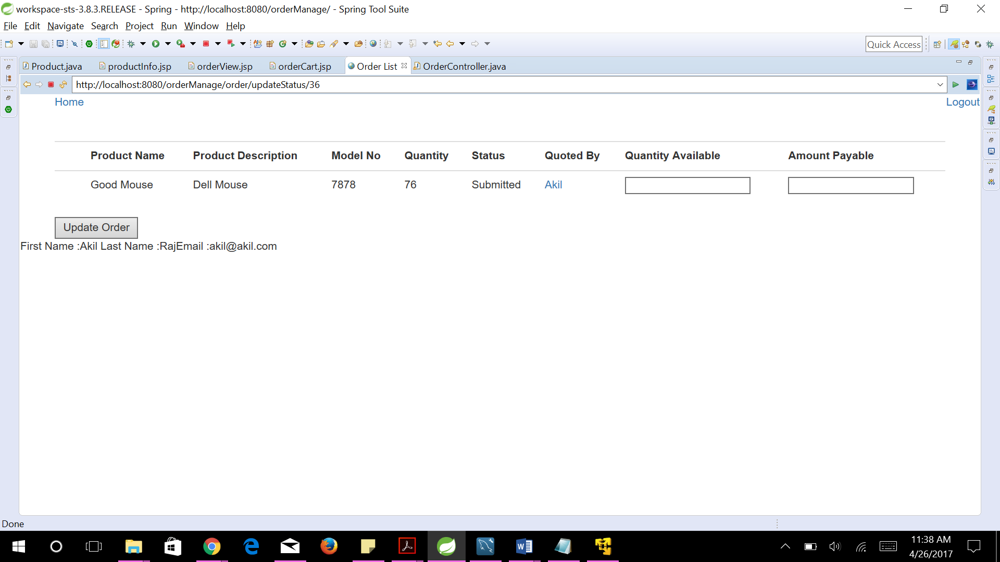 workspace-sts-3.8.3.RELEASE - Spring - http://localhost:8080/orderManage/ - Spring Tool Suite
File Edit Navigate Search Project Run Window Help
Quick Access
Product.java productInfo.jsp orderView.jsp orderCart.jsp Order List OrderController.java
http://localhost:8080/orderManage/order/updateStatus/36
Home Logout
Product Name Product Description Model No Quantity Status Quoted By Quantity Available Amount Payable
Good Mouse Dell Mouse 7878 76 Submitted Akil
Update Order
First Name :Akil Last Name :RajEmail :akil@akil.com
Done
11:38 AM
4/26/2017